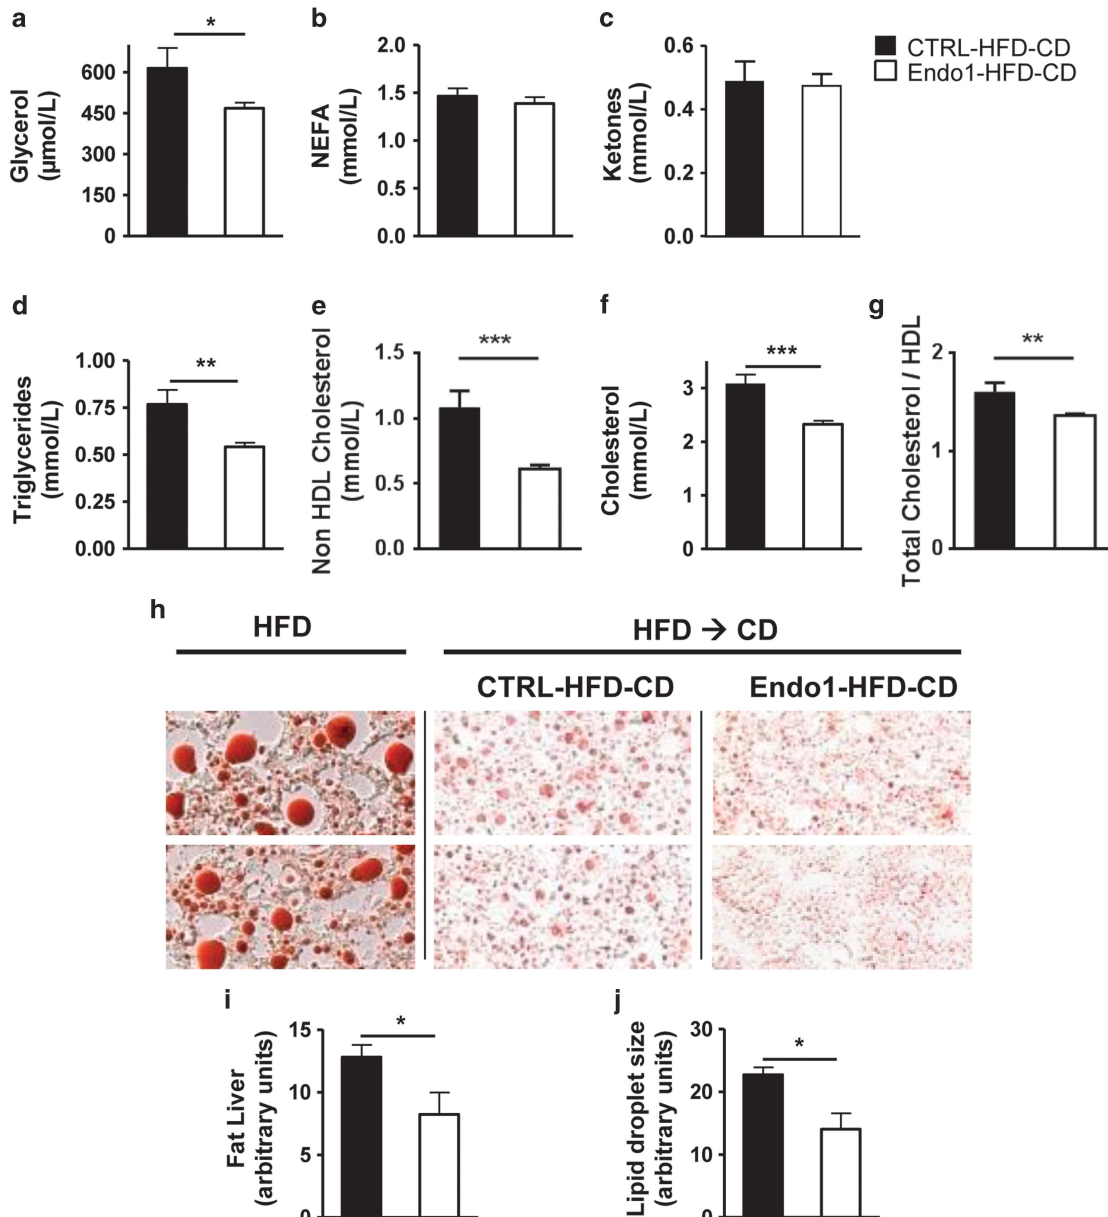 a
*
Glycerol
(µmol/L)
600
450
300
150
0
b
NEFA
(mmol/L)
2.0
1.5
1.0
0.5
0.0
c
Ketones
(mmol/L)
0.6
0.4
0.2
0.0
CTRL-HFD-CD
Endo1-HFD-CD
d
**
Triglycerides
(mmol/L)
1.00
0.75
0.50
0.25
0.00
e
***
Non HDL Cholesterol
(mmol/L)
1.5
1.0
0.5
0.0
f
***
Cholesterol
(mmol/L)
3
2
1
0
g
**
Total Cholesterol / HDL
2
1
0
h
HFD
HFD → CD
CTRL-HFD-CD
Endo1-HFD-CD
i
*
Fat Liver
(arbitrary units)
15
10
5
0
j
*
Lipid droplet size
(arbitrary units)
30
20
10
0